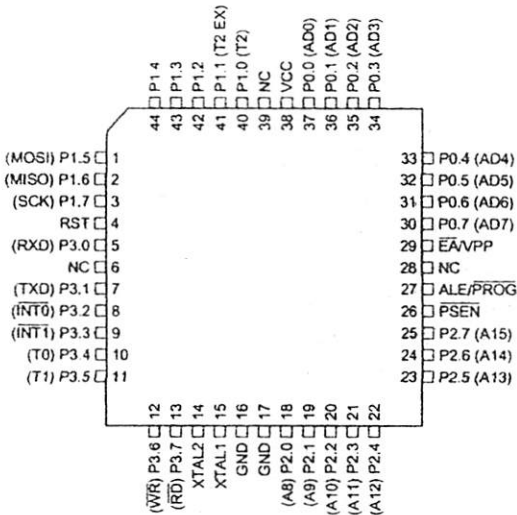 P1.4
P1.3
P1.2
P1.1 (T2 EX)
P1.0 (T2)
NC
VCC
P0.0 (AD0)
P0.1 (AD1)
P0.2 (AD2)
P0.3 (AD3)
44 43 42 41 40 39 38 37 36 35 34
(MOSI) P1.5 1
(MISO) P1.6 2
(SCK) P1.7 3
RST 4
(RXD) P3.0 5
NC 6
(TXD) P3.1 7
(I̅N̅T̅0̅) P3.2 8
(I̅N̅T̅1̅) P3.3 9
(T0) P3.4 10
(T1) P3.5 11
33 P0.4 (AD4)
32 P0.5 (AD5)
31 P0.6 (AD6)
30 P0.7 (AD7)
29 E̅A̅/VPP
28 NC
27 ALE/P̅R̅O̅G̅
26 P̅S̅E̅N̅
25 P2.7 (A15)
24 P2.6 (A14)
23 P2.5 (A13)
12 13 14 15 16 17 18 19 20 21 22
(W̅R̅) P3.6
(R̅D̅) P3.7
XTAL2
XTAL1
GND
GND
(A8) P2.0
(A9) P2.1
(A10) P2.2
(A11) P2.3
(A12) P2.4